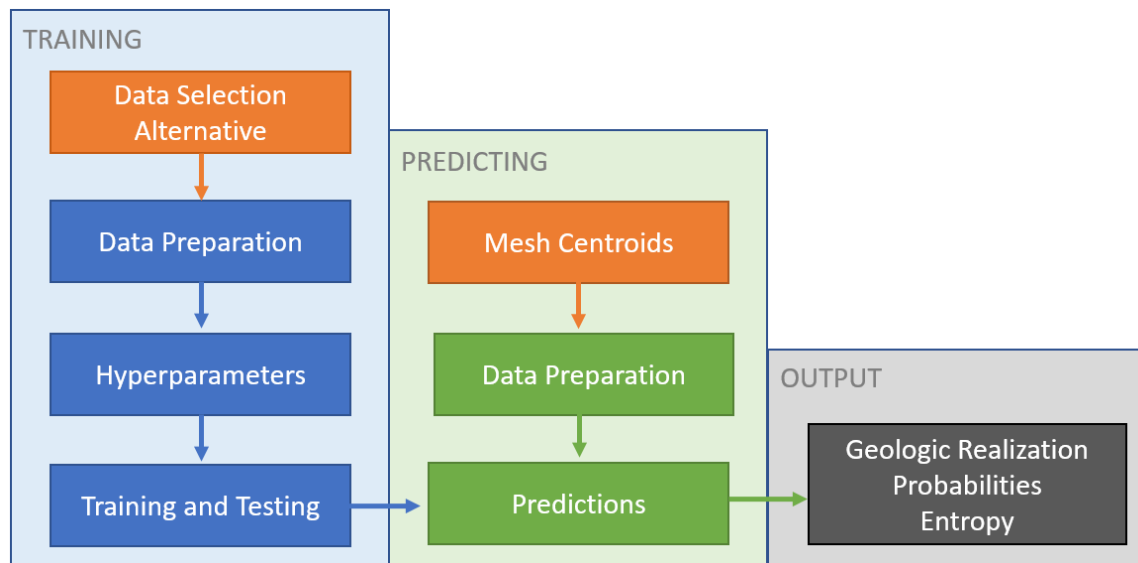 TRAINING
Data Selection
Alternative
Data Preparation
Hyperparameters
Training and Testing
PREDICTING
Mesh Centroids
Data Preparation
Predictions
OUTPUT
Geologic Realization
Probabilities
Entropy